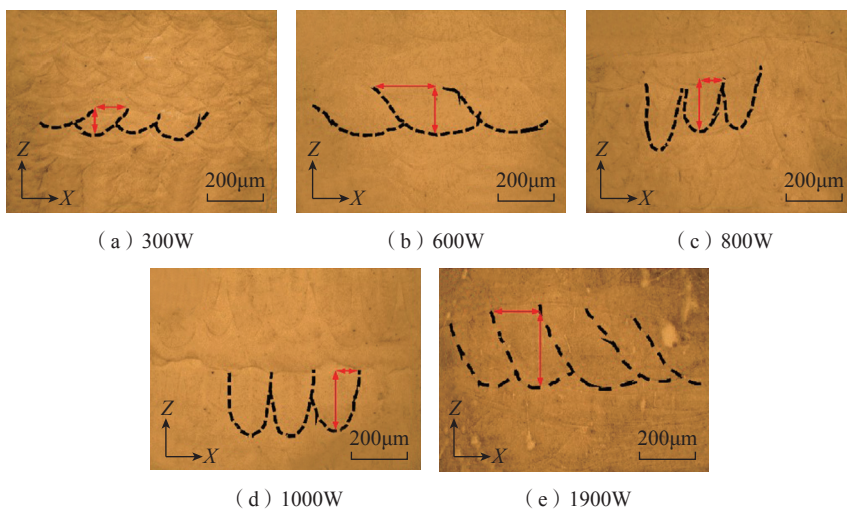 Z
X
200μm
Z
X
200μm
Z
X
200μm
（a）300W
（b）600W
（c）800W
Z
X
200μm
Z
X
200μm
（d）1000W
（e）1900W